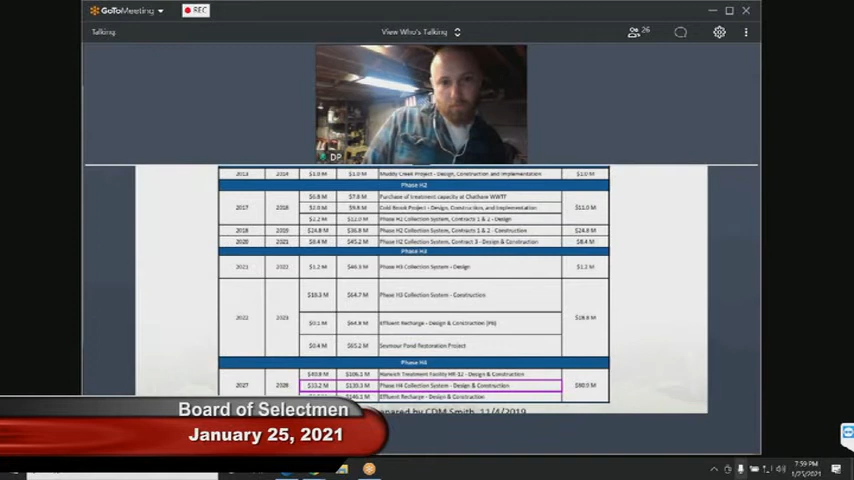 GoToMeeting
REC
Talking:
View Who's Talking
26
DP
2013 2014 $1.0 M $1.0 M Muddy Creek Project - Design, Construction and Implementation $1.0 M
Phase H2
2017 2018 $6.8 M $7.8 M Purchase of treatment capacity at Chatham WWTF $11.0 M
$2.0 M $9.8 M Cold Brook Project - Design, Construction, and Implementation
$2.2 M $12.0 M Phase H2 Collection System, Contracts 1 & 2 - Design
2018 2019 $24.8 M $36.8 M Phase H2 Collection System, Contracts 1 & 2 - Construction $24.8 M
2020 2021 $8.4 M $45.2 M Phase H2 Collection System, Contract 3 - Design & Construction $8.4 M
Phase H3
2021 2022 $1.2 M $46.3 M Phase H3 Collection System - Design $1.2 M
2022 2023 $18.3 M $64.7 M Phase H3 Collection System - Construction $18.8 M
$0.1 M $64.8 M Effluent Recharge - Design & Construction
$0.4 M $65.2 M Seymour Pond Restoration Project
Phase H4
2027 2028 $106.1 M Harwich Treatment Facility HR-12 - Design & Construction
$33.2 M $139.3 M Phase H4 Collection System - Design & Construction
Effluent Recharge - Design & Construction
epared by CDM Smith, 11/4/2019
Board of Selectmen
January 25, 2021
7:59 PM
1/25/2021